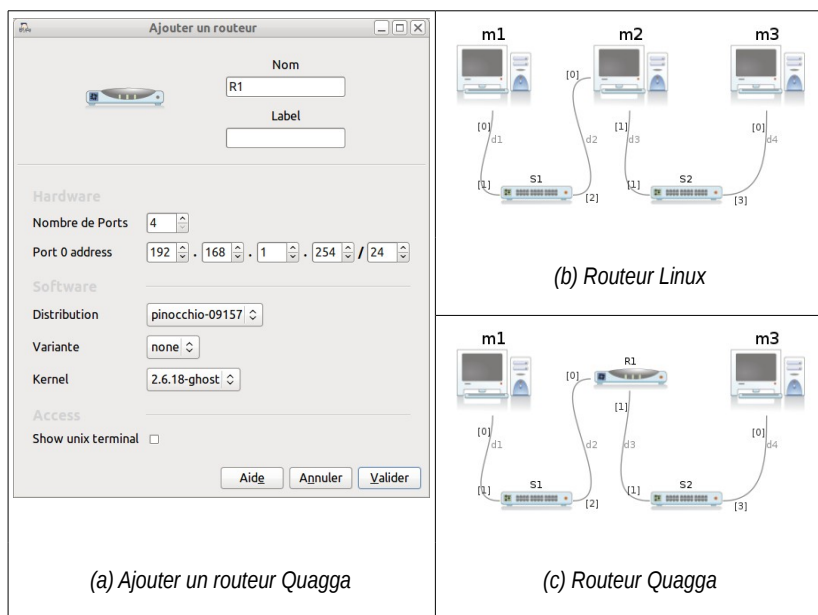 Ajouter un routeur
Nom
R1
Label
Hardware
Nombre de Ports 4
Port 0 address 192 . 168 . 1 . 254 / 24
Software
Distribution pinocchio-09157
Variante none
Kernel 2.6.18-ghost
Access
Show unix terminal
Aide Annuler Valider
(a) Ajouter un routeur Quagga
m1 m2 m3
[0]
[0] [1] [0]
d1 d2 d3 d4
S1 S2
[1] [2] [1] [3]
(b) Routeur Linux
m1 R1 m3
[0]
[1]
[0] [0]
d1 d2 d3 d4
S1 S2
[1] [2] [1] [3]
(c) Routeur Quagga